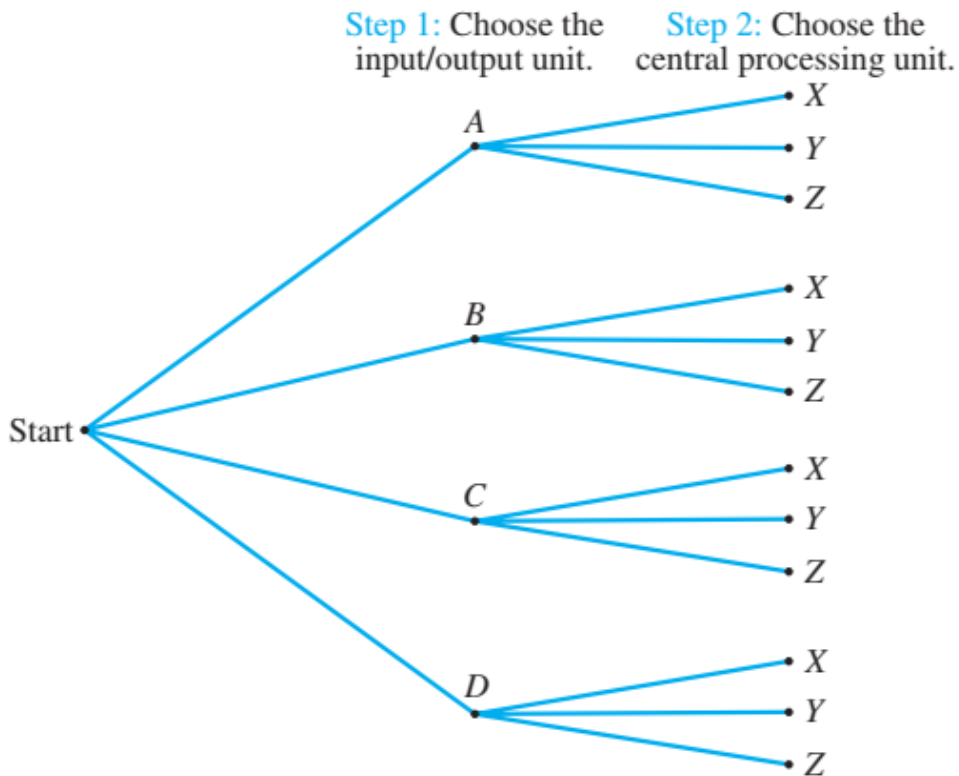 Step 1: Choose the
input/output unit.
Step 2: Choose the
central processing unit.
Start
A
X
Y
Z
B
X
Y
Z
C
X
Y
Z
D
X
Y
Z